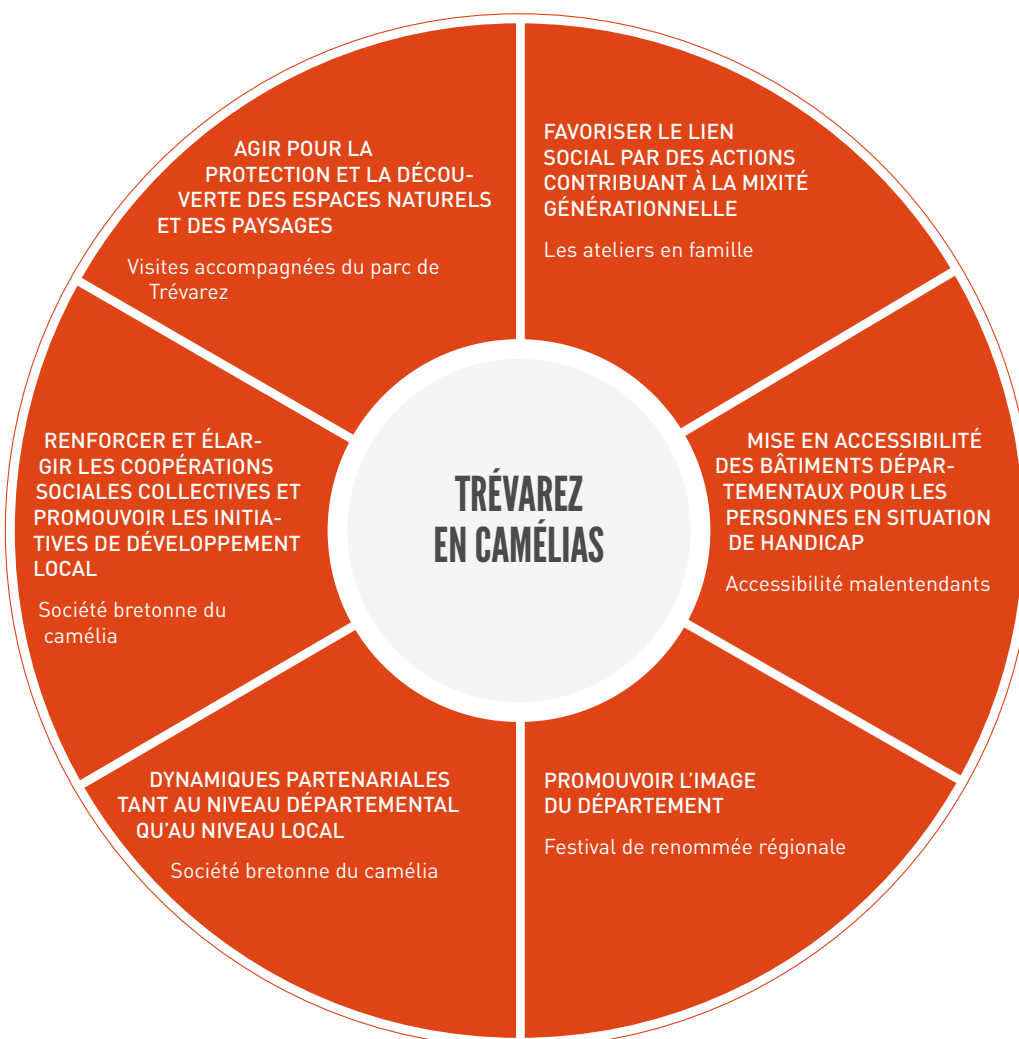 AGIR POUR LA
PROTECTION ET LA DÉCOU-
VERTE DES ESPACES NATURELS
ET DES PAYSAGES
Visites accompagnées du parc de
Trévarez
FAVORISER LE LIEN
SOCIAL PAR DES ACTIONS
CONTRIBUANT À LA MIXITÉ
GÉNÉRATIONNELLE
Les ateliers en famille
RENFORCER ET ÉLAR-
GIR LES COOPÉRATIONS
SOCIALES COLLECTIVES ET
PROMOUVOIR LES INITIA-
TIVES DE DÉVELOPPEMENT
LOCAL
Société bretonne du
camélia
TRÉVAREZ
EN CAMÉLIAS
MISE EN ACCESSIBILITÉ
DES BÂTIMENTS DÉPAR-
TEMENTAUX POUR LES
PERSONNES EN SITUATION
DE HANDICAP
Accessibilité malentendants
DYNAMIQUES PARTENARIALES
TANT AU NIVEAU DÉPARTEMENTAL
QU'AU NIVEAU LOCAL
Société bretonne du camélia
PROMOUVOIR L'IMAGE
DU DÉPARTEMENT
Festival de renommée régionale